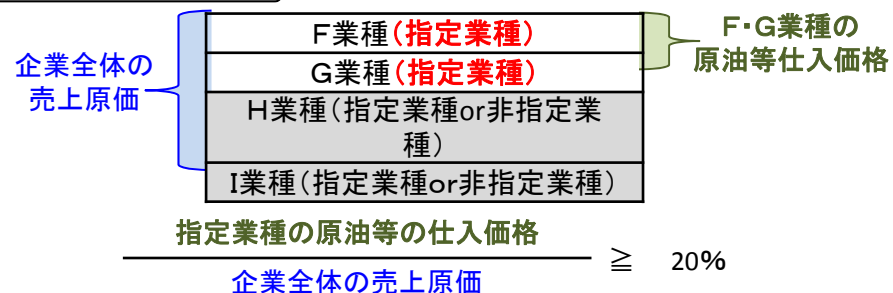 企業全体の
売上原価
F業種(指定業種)
G業種(指定業種)
H業種(指定業種or非指定業
種)
I業種(指定業種or非指定業種)
F・G業種の
原油等仕入価格
指定業種の原油等の仕入価格
企業全体の売上原価
≧ 20%